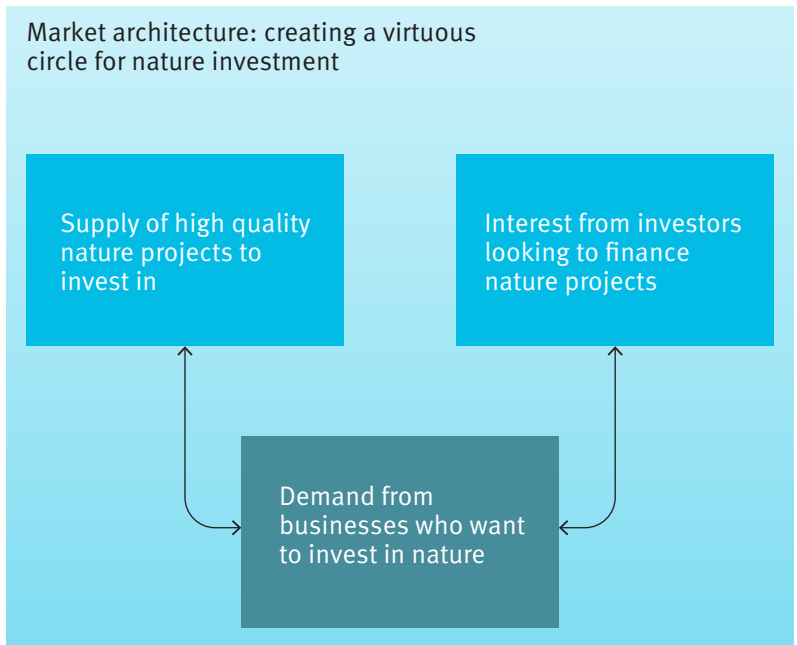 Market architecture: creating a virtuous
circle for nature investment
Supply of high quality
nature projects to
invest in
Interest from investors
looking to finance
nature projects
Demand from
businesses who want
to invest in nature